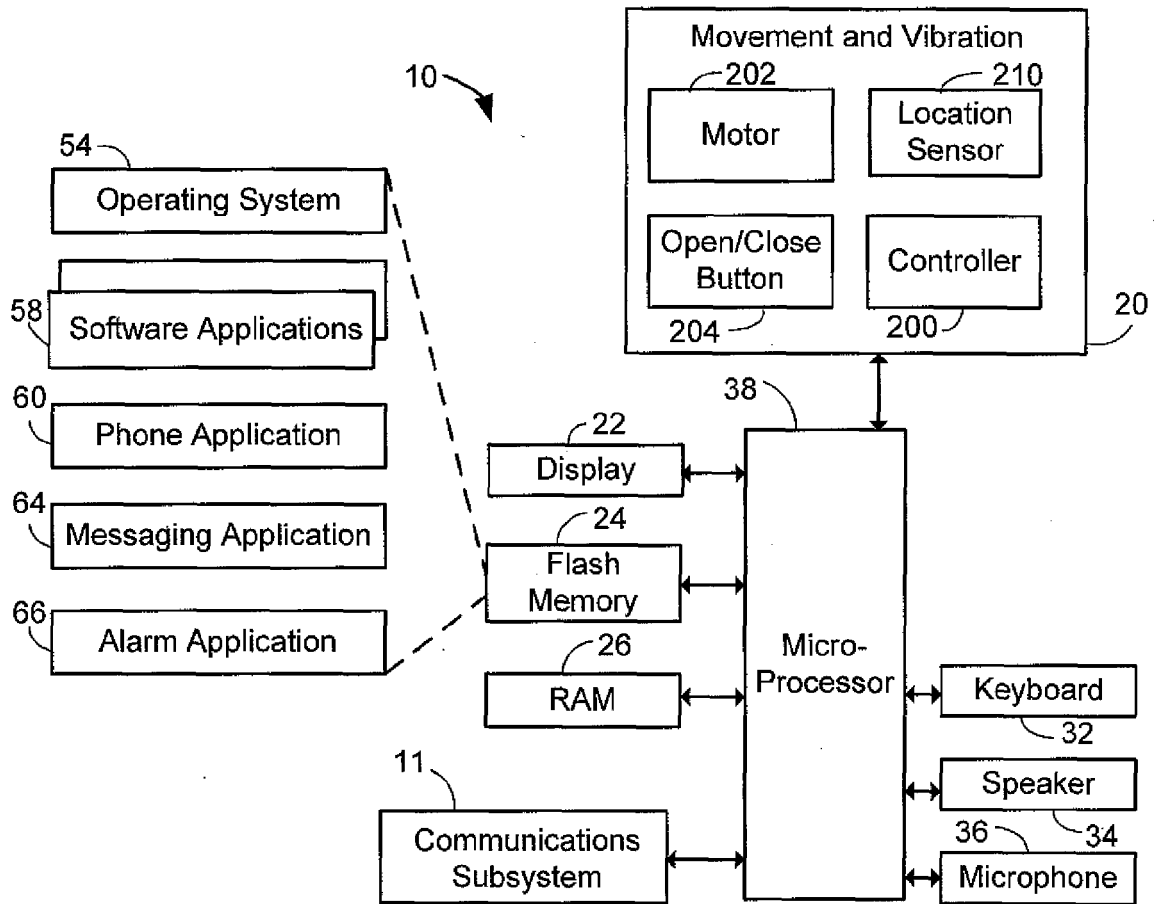 Movement and Vibration
10
202
210
Motor
Location
Sensor
54
Operating System
Open/Close
Button
Controller
204
200
20
58
Software Applications
60
Phone Application
38
22
Display
64
Messaging Application
24
Flash
Memory
66
Alarm Application
26
RAM
Micro-
Processor
Keyboard
32
11
Communications
Subsystem
Speaker
34
36
Microphone